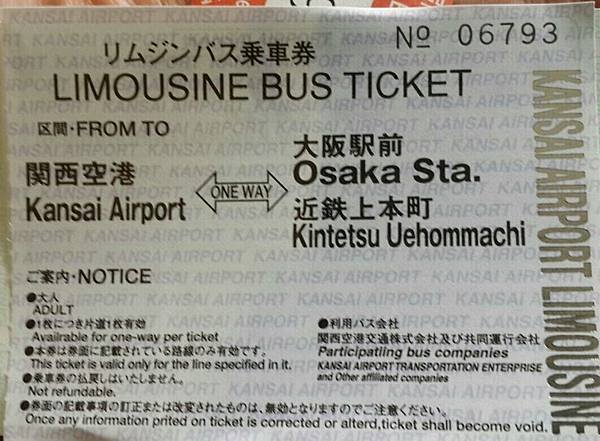 リムジンバス乗車券 Nº 06793
LIMOUSINE BUS TICKET
区間・FROM TO
関西空港
Kansai Airport
ONE WAY
大阪駅前
Osaka Sta.
近鉄上本町
Kintetsu Uehommachi
ご案内・NOTICE
●大人
ADULT
●1枚につき片道1枚有効
Available for one-way per ticket
●本券は券面に記載されている路線のみ有効です。
This ticket is valid only for the line specified in it.
●乗車券の払戻しはいたしません。
Not refundable.
●利用バス会社
関西空港交通株式会社及び共同運行会社
Participatling bus companies
KANSAI AIRPORT TRANSPORTATION ENTERPRISE
and Other affiliated companies
●券面の記載事項の訂正または改変されたものは、無効となりますのでご注意ください。
Once any information prited on ticket is corrected or alterd,ticket shall become void.
KANSAI AIRPORT LIMOUSINE